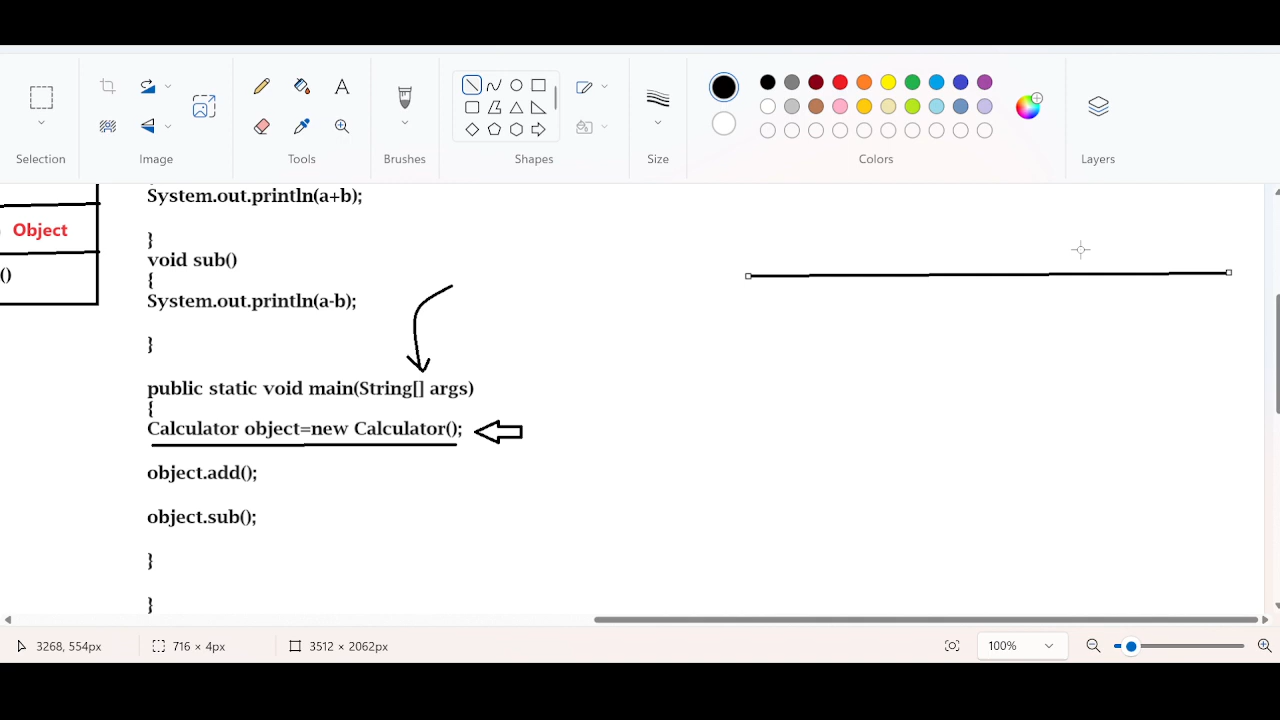 Selection
Image
Tools
Brushes
Shapes
Size
Colors
Layers
System.out.println(a+b);
Object
}
void sub()
()
{
System.out.println(a-b);
}
public static void main(String[] args)
{
Calculator object=new Calculator();
object.add();
object.sub();
}
}
3268, 554px
716 × 4px
3512 × 2062px
100%